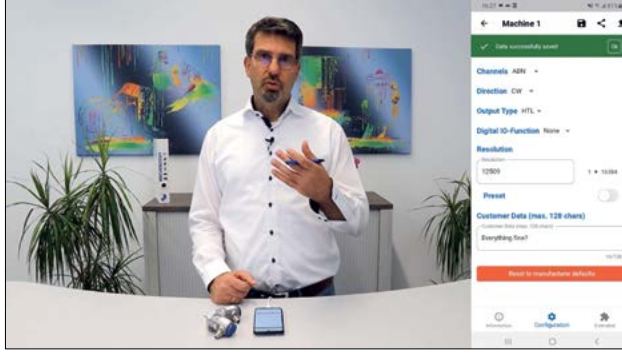 Machine 1
Data successfully saved
Ok
Channels ABN
Direction CW
Output Type HTL
Digital IO-Function None
Resolution
Resolution
12505
1 • 16384
Preset
Customer Data (max. 128 chars)
Customer Data (max. 128 chars)
Everything fine?
Reset to manufacturer defaults
Information
Configuration
Extended